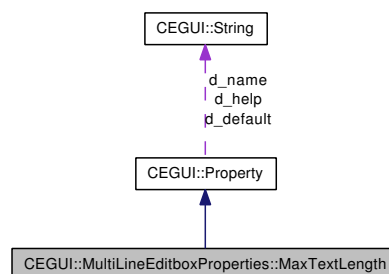 CEGUI::String
d_name
d_help
d_default
CEGUI::Property
CEGUI::MultiLineEditboxProperties::MaxTextLength